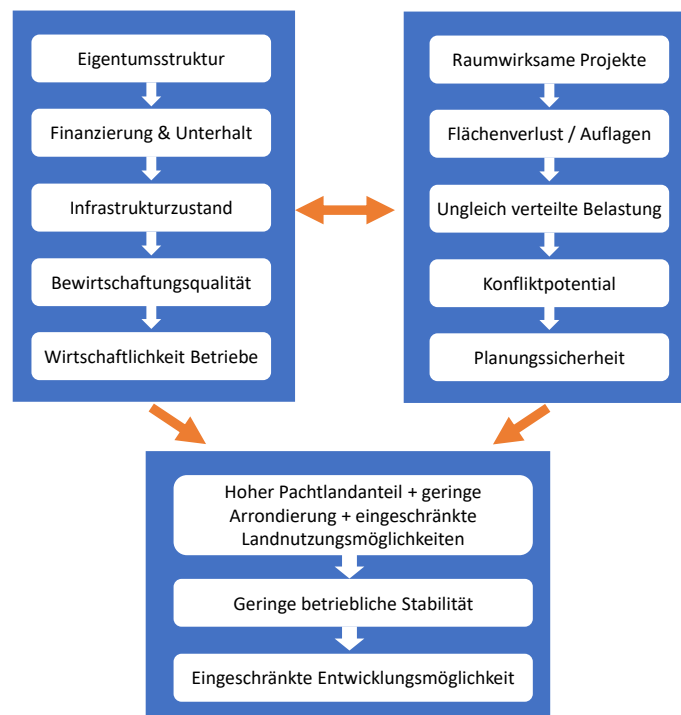 Eigentumsstruktur
Finanzierung & Unterhalt
Infrastrukturzustand
Bewirtschaftungsqualität
Wirtschaftlichkeit Betriebe
Raumwirksame Projekte
Flächenverlust / Auflagen
Ungleich verteilte Belastung
Konfliktpotential
Planungssicherheit
Hoher Pachtlandanteil + geringe
Arrondierung + eingeschränkte
Landnutzungsmöglichkeiten
Geringe betriebliche Stabilität
Eingeschränkte Entwicklungsmöglichkeit